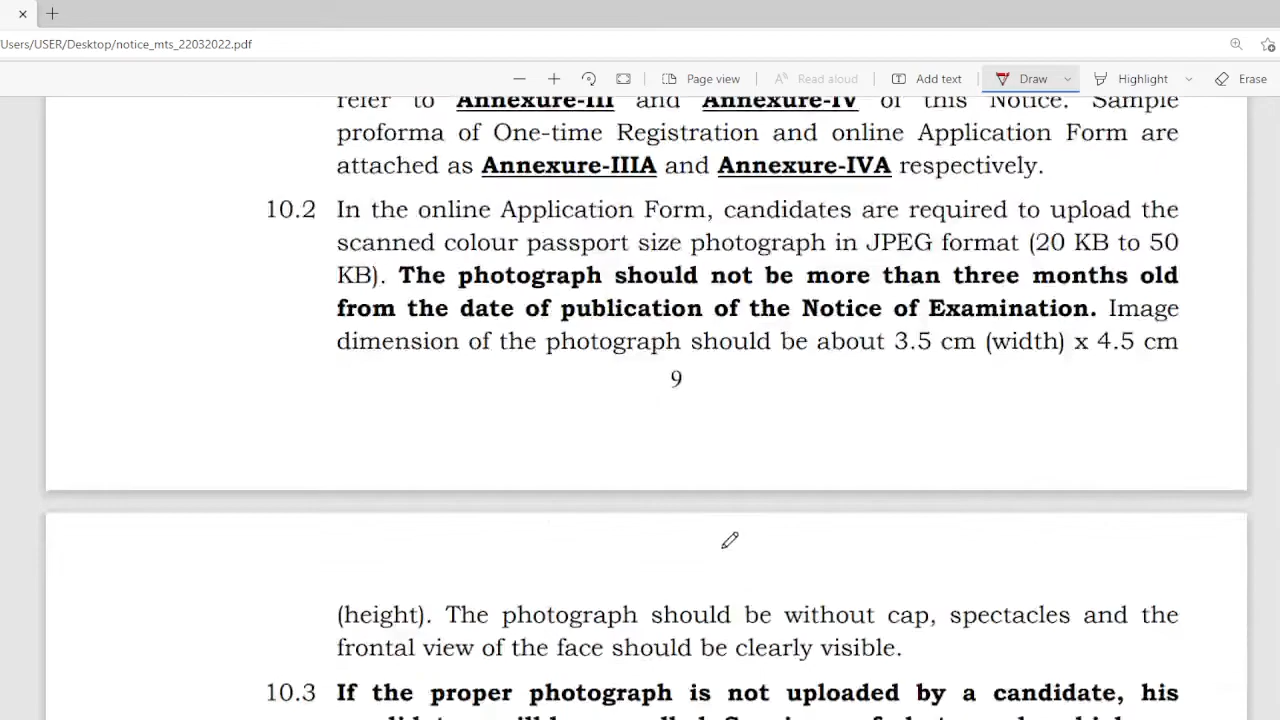 Users/USER/Desktop/notice_mts_22032022.pdf
Page view
Read aloud
Add text
Draw
Highlight
Erase
refer to Annexure-III and Annexure-IV of this Notice. Sample
proforma of One-time Registration and online Application Form are
attached as Annexure-IIIA and Annexure-IVA respectively.
10.2 In the online Application Form, candidates are required to upload the
scanned colour passport size photograph in JPEG format (20 KB to 50
KB). The photograph should not be more than three months old
from the date of publication of the Notice of Examination. Image
dimension of the photograph should be about 3.5 cm (width) x 4.5 cm
9
(height). The photograph should be without cap, spectacles and the
frontal view of the face should be clearly visible.
10.3 If the proper photograph is not uploaded by a candidate, his